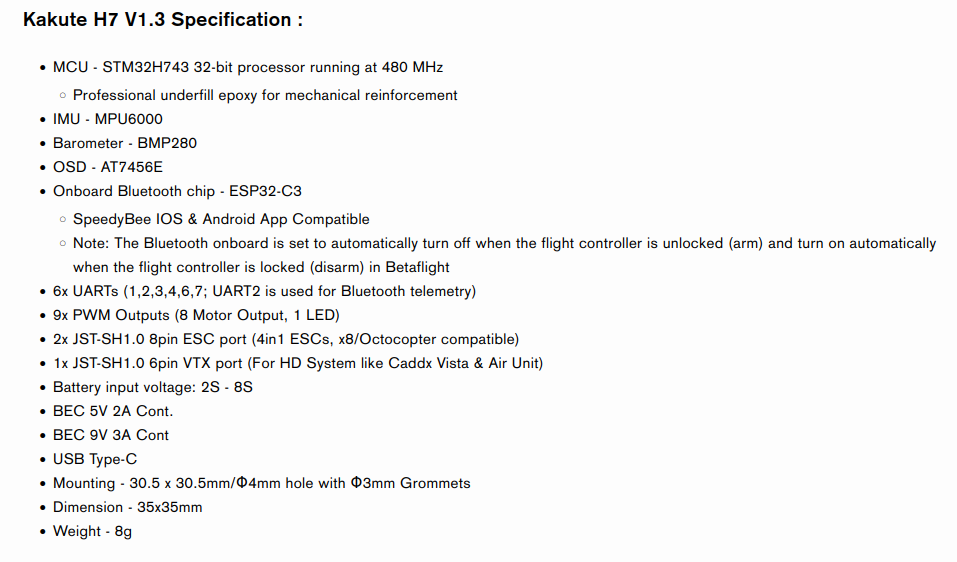 Kakute H7 V1.3 Specification :
• MCU - STM32H743 32-bit processor running at 480 MHz
○ Professional underfill epoxy for mechanical reinforcement
• IMU - MPU6000
• Barometer - BMP280
• OSD - AT7456E
• Onboard Bluetooth chip - ESP32-C3
○ SpeedyBee IOS & Android App Compatible
○ Note: The Bluetooth onboard is set to automatically turn off when the flight controller is unlocked (arm) and turn on automatically
when the flight controller is locked (disarm) in Betaflight
• 6x UARTs (1,2,3,4,6,7; UART2 is used for Bluetooth telemetry)
• 9x PWM Outputs (8 Motor Output, 1 LED)
• 2x JST-SH1.0 8pin ESC port (4in1 ESCs, x8/Octocopter compatible)
• 1x JST-SH1.0 6pin VTX port (For HD System like Caddx Vista & Air Unit)
• Battery input voltage: 2S - 8S
• BEC 5V 2A Cont.
• BEC 9V 3A Cont
• USB Type-C
• Mounting - 30.5 x 30.5mm/Φ4mm hole with Φ3mm Grommets
• Dimension - 35x35mm
• Weight - 8g